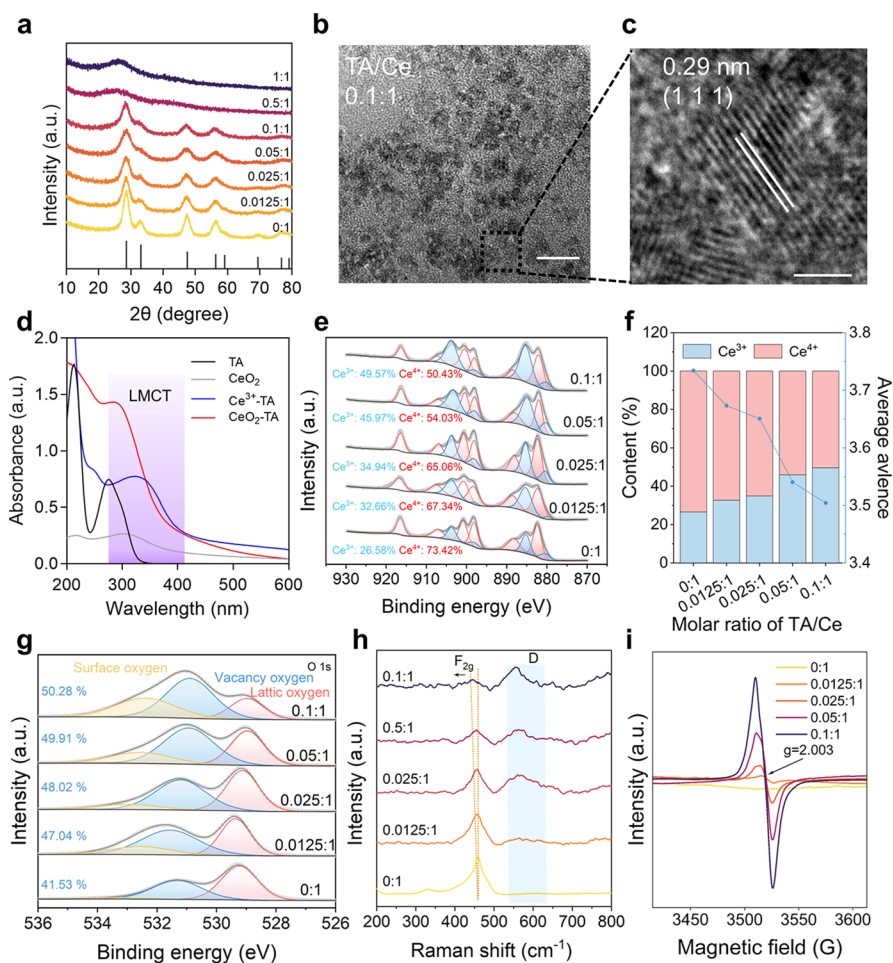 a
1:1
0.5:1
0.1:1
0.05:1
0.025:1
0.0125:1
0:1
Intensity (a.u.)
10 20 30 40 50 60 70 80
2θ (degree)
b
TA/Ce
0.1:1
c
0.29 nm
(1 1 1)
d
2.0
1.5
1.0
0.5
0.0
Absorbance (a.u.)
LMCT
TA
CeO2
Ce3+-TA
CeO2-TA
200 300 400 500 600
Wavelength (nm)
e
Intensity (a.u.)
Ce3+: 49.57% Ce4+: 50.43%
0.1:1
Ce3+: 45.97% Ce4+: 54.03%
0.05:1
Ce3+: 34.94% Ce4+: 65.06%
0.025:1
Ce3+: 32.66% Ce4+: 67.34%
0.0125:1
Ce3+: 26.58% Ce4+: 73.42%
0:1
930 920 910 900 890 880 870
Binding energy (eV)
f
120
100
80
60
40
20
0
Content (%)
Ce3+ Ce4+
3.8
3.7
3.6
3.5
3.4
Average avlence
0:1
0.0125:1
0.025:1
0.05:1
0.1:1
Molar ratio of TA/Ce
g
O 1s
Surface oxygen
Vacancy oxygen
Lattic oxygen
Intensity (a.u.)
50.28 %
0.1:1
49.91 %
0.05:1
48.02 %
0.025:1
47.04 %
0.0125:1
41.53 %
0:1
536 534 532 530 528 526
Binding energy (eV)
h
F2g
D
Intensity (a.u.)
0.1:1
0.5:1
0.025:1
0.0125:1
0:1
200 300 400 500 600 700 800
Raman shift (cm-1)
i
Intensity (a.u.)
0:1
0.0125:1
0.025:1
0.05:1
0.1:1
g=2.003
3430 3500 3540 3600
Magnetic field (G)